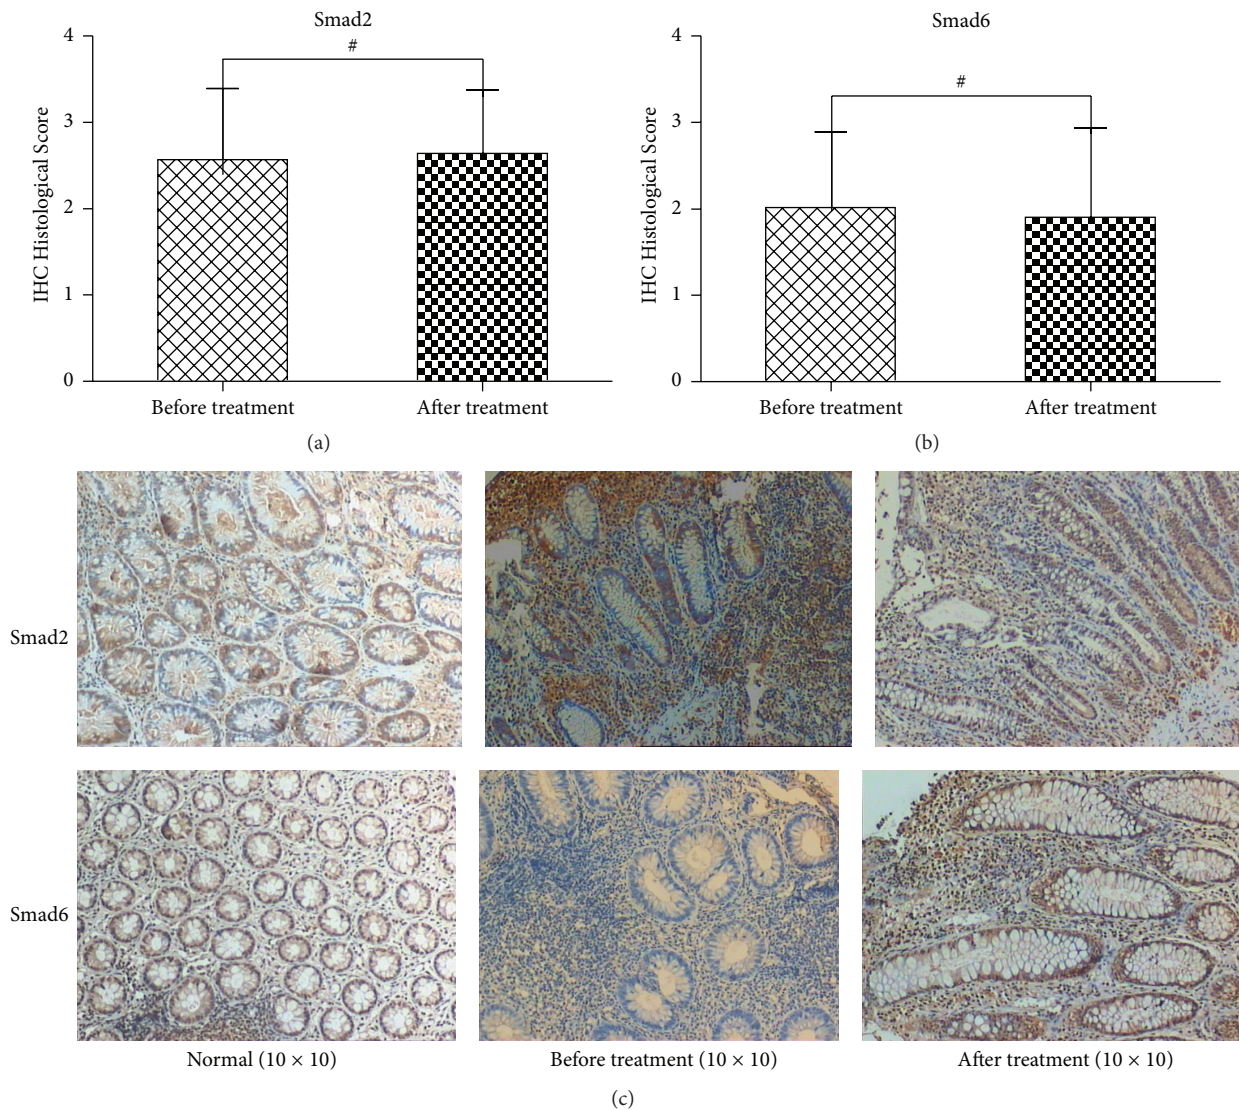 Smad2
4
3
2
1
0
IHC Histological Score
#
Before treatment
After treatment
(a)
Smad6
4
3
2
1
0
IHC Histological Score
#
Before treatment
After treatment
(b)
Smad2
Smad6
Normal (10 × 10)
Before treatment (10 × 10)
After treatment (10 × 10)
(c)